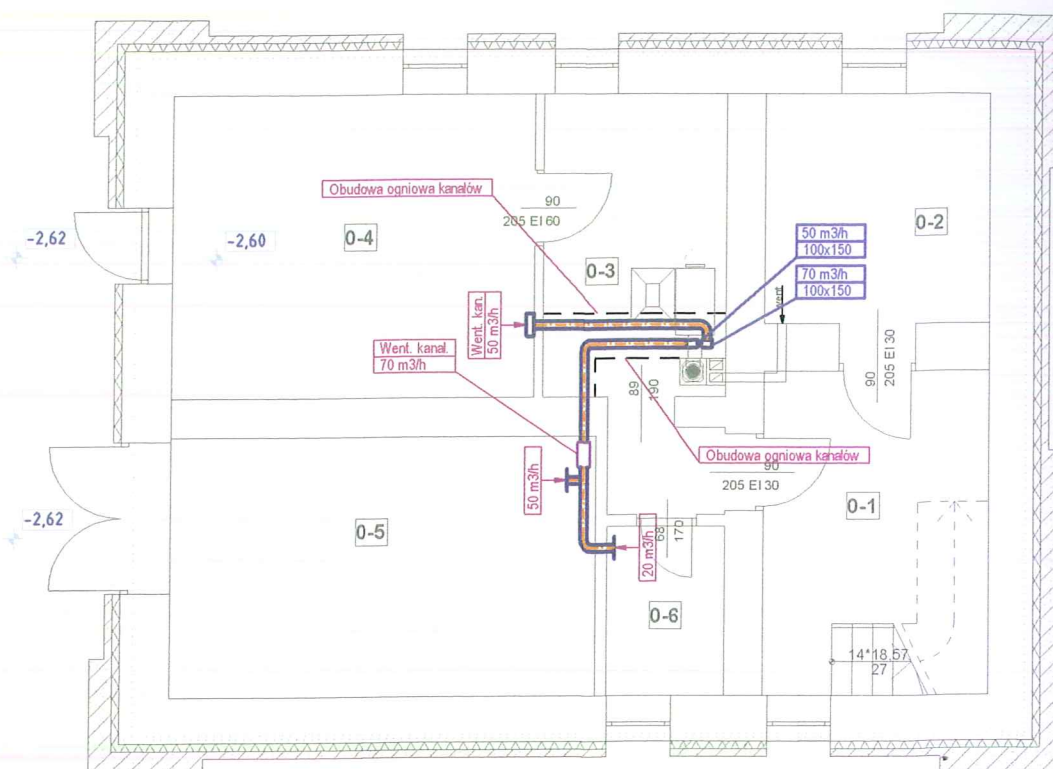 Obudowa ogniowa kanałów
90
205 EI 60
0-4
0-3
0-2
-2,62
-2,60
50 m3/h
100x150
70 m3/h
100x150
went
Went. kan.
50 m3/h
Went. kanal.
70 m3/h
89
190
90
205 EI 30
Obudowa ogniowa kanałów
90
205 EI 30
50 m3/h
-2,62
0-5
0-1
68
170
20 m3/h
0-6
14*18,57
27